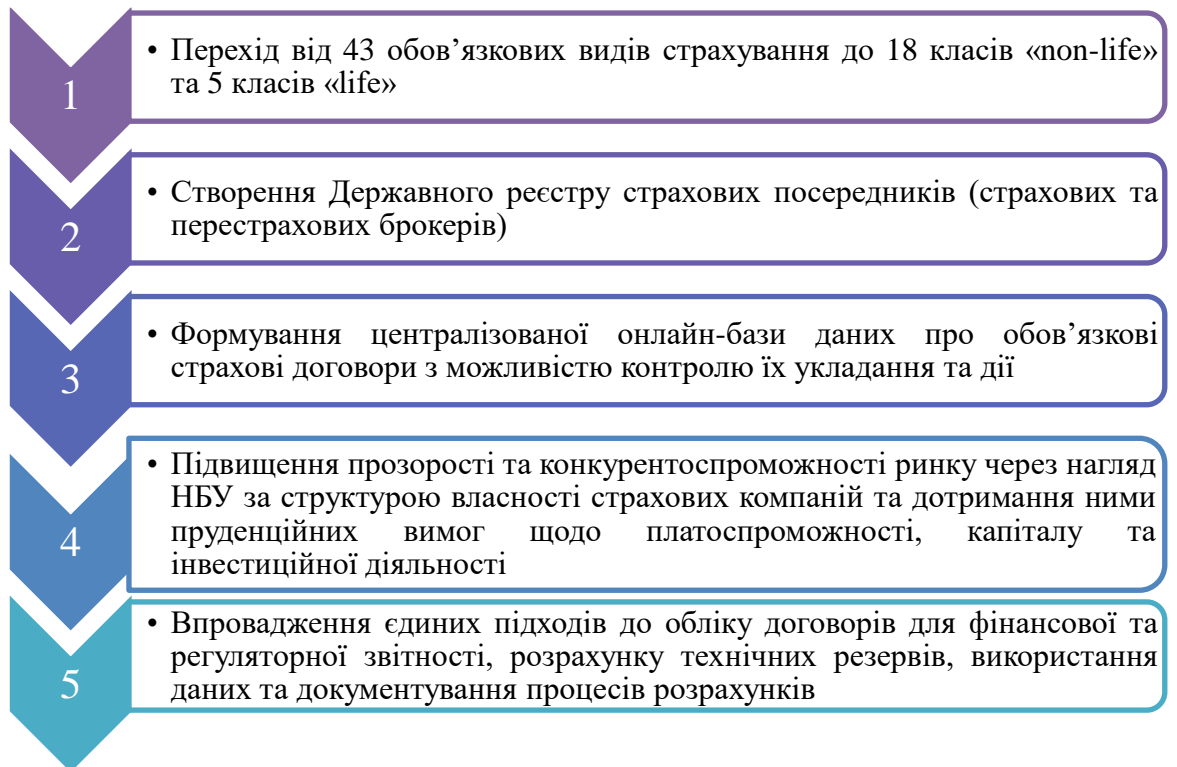 1
• Перехід від 43 обов’язкових видів страхування до 18 класів «non-life»
та 5 класів «life»
2
• Створення Державного реєстру страхових посередників (страхових та
перестрахових брокерів)
3
• Формування централізованої онлайн-бази даних про обов’язкові
страхові договори з можливістю контролю їх укладання та дії
4
• Підвищення прозорості та конкурентоспроможності ринку через нагляд
НБУ за структурою власності страхових компаній та дотримання ними
пруденційних вимог щодо платоспроможності, капіталу та
інвестиційної діяльності
5
• Впровадження єдиних підходів до обліку договорів для фінансової та
регуляторної звітності, розрахунку технічних резервів, використання
даних та документування процесів розрахунків